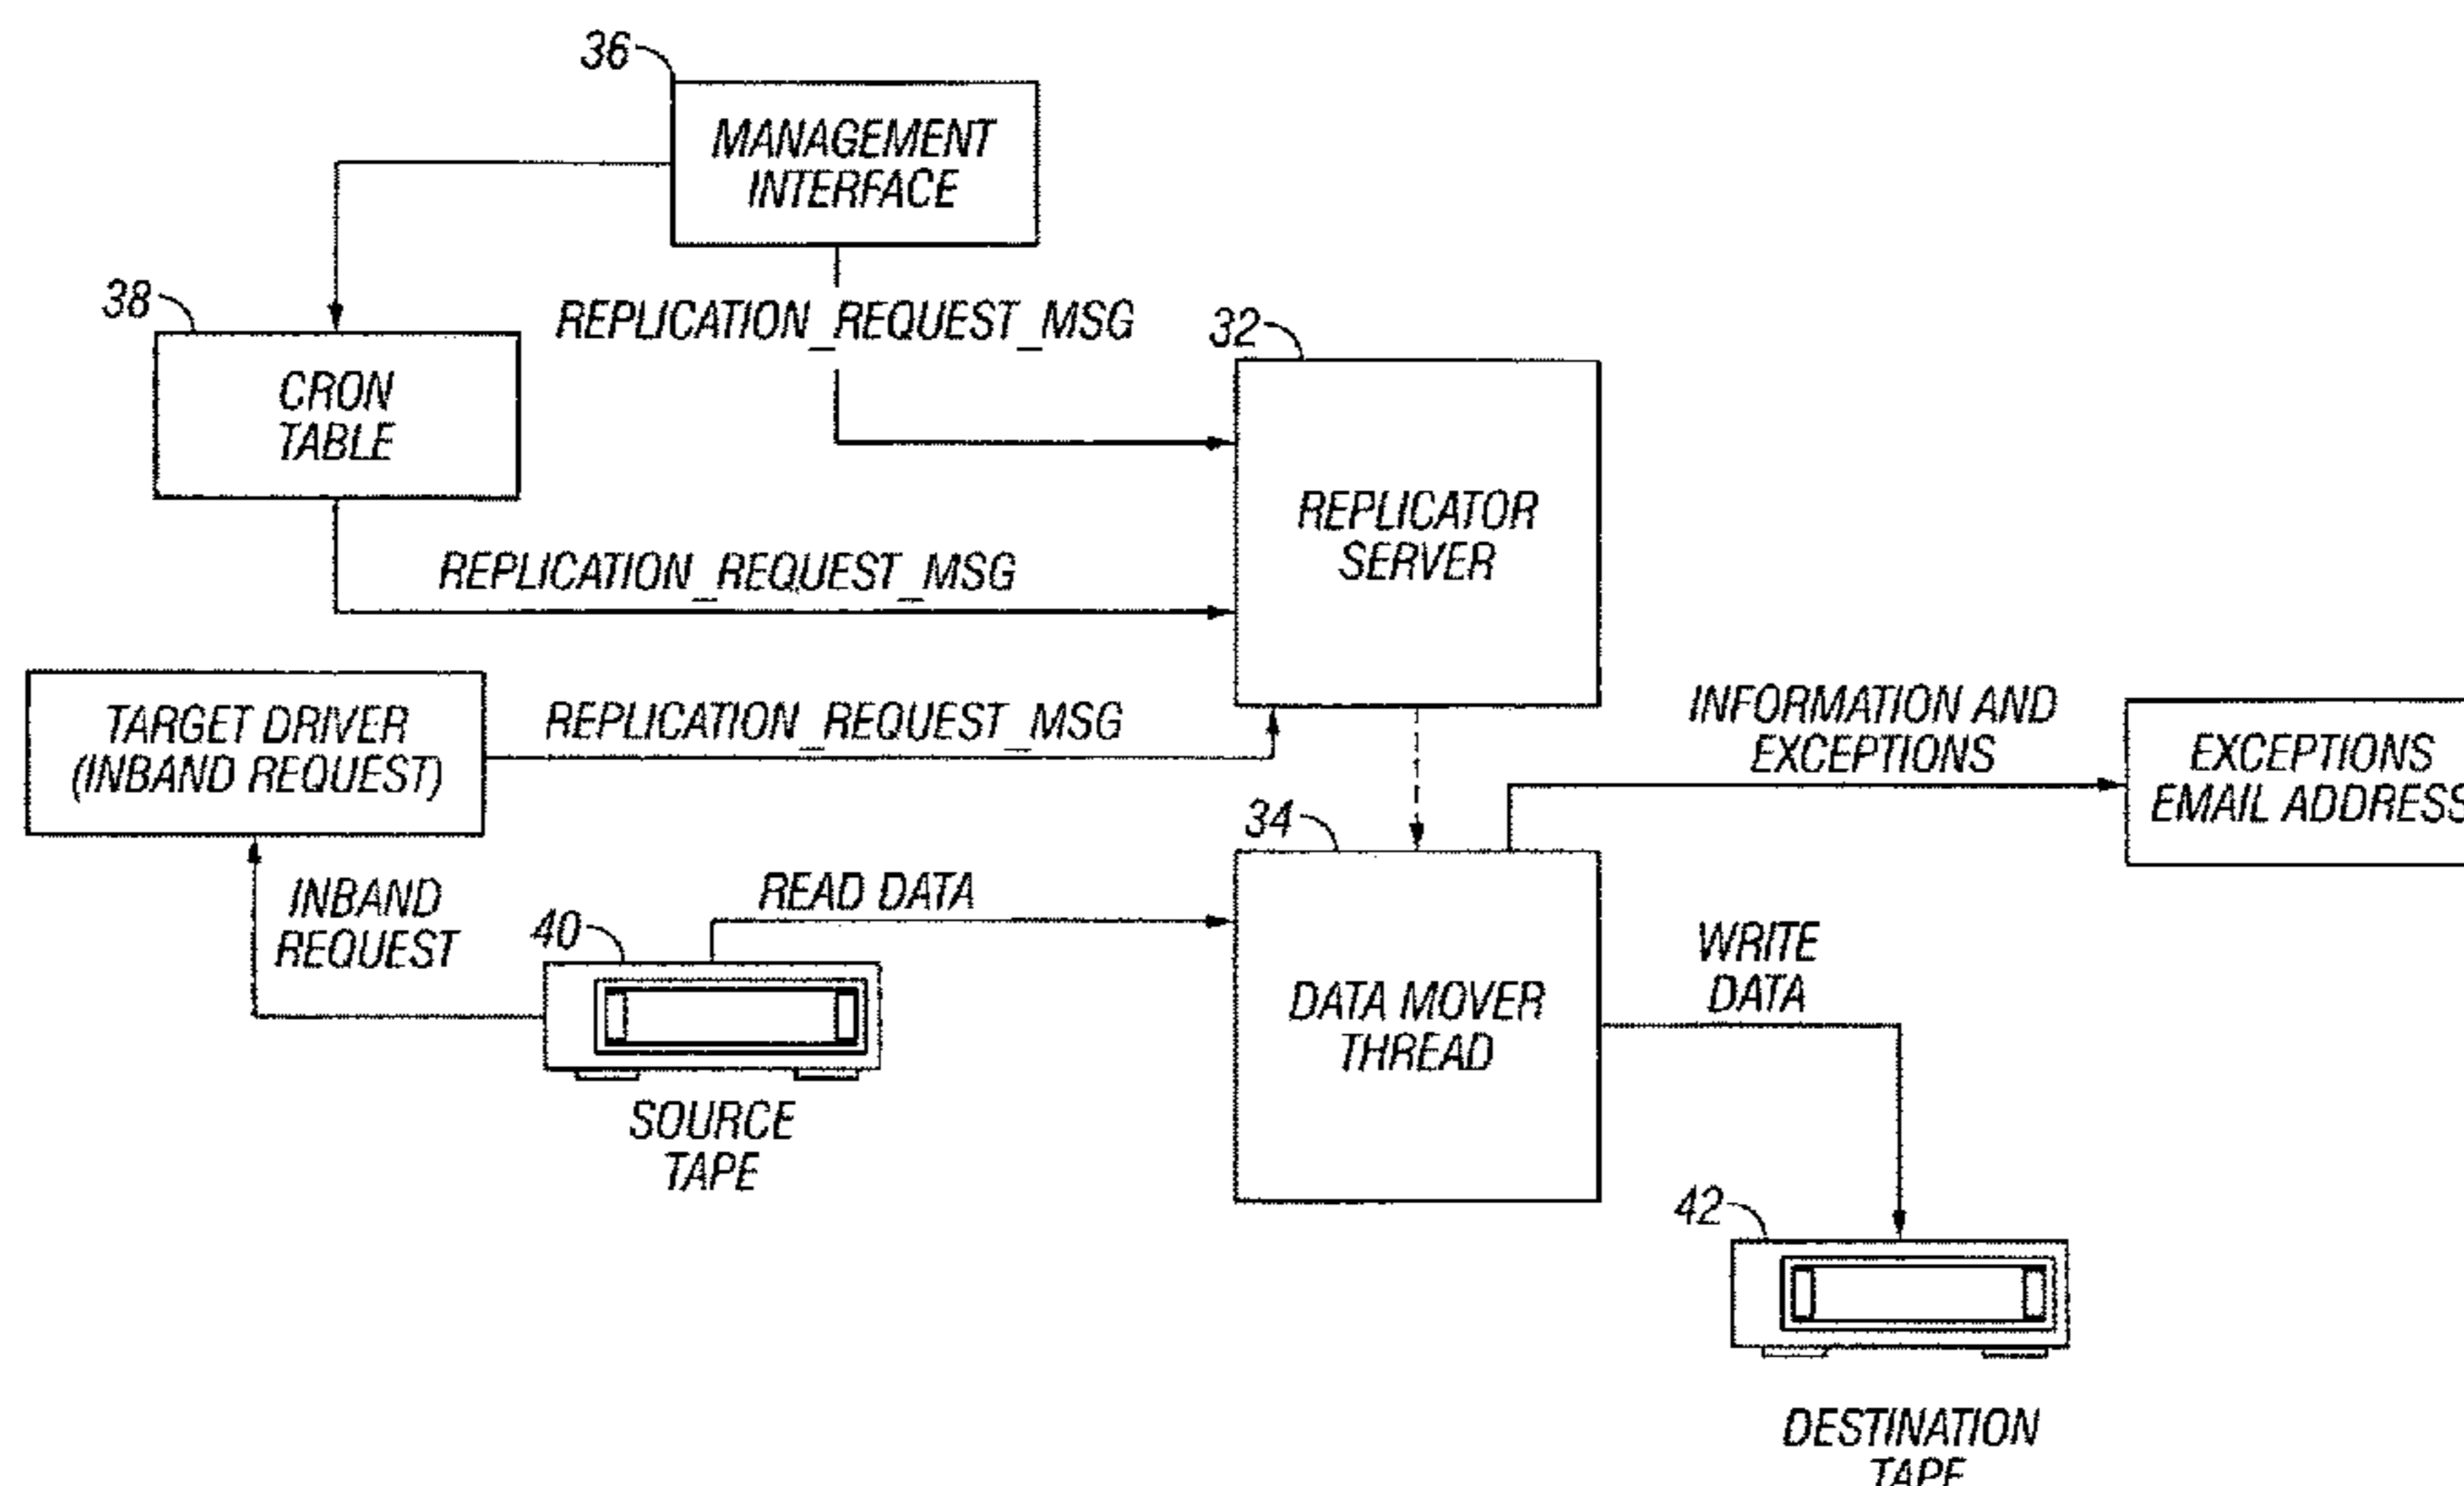 36
MANAGEMENT
INTERFACE
38
REPLICATION_REQUEST_MSG
32
CRON
TABLE
REPLICATOR
SERVER
REPLICATION_REQUEST_MSG
TARGET DRIVER
(INBAND REQUEST)
REPLICATION_REQUEST_MSG
INFORMATION AND
EXCEPTIONS
EXCEPTIONS
EMAIL ADDRESS
34
INBAND
REQUEST
READ DATA
40
WRITE
DATA
DATA MOVER
THREAD
SOURCE
TAPE
42
DESTINATION
TAPE